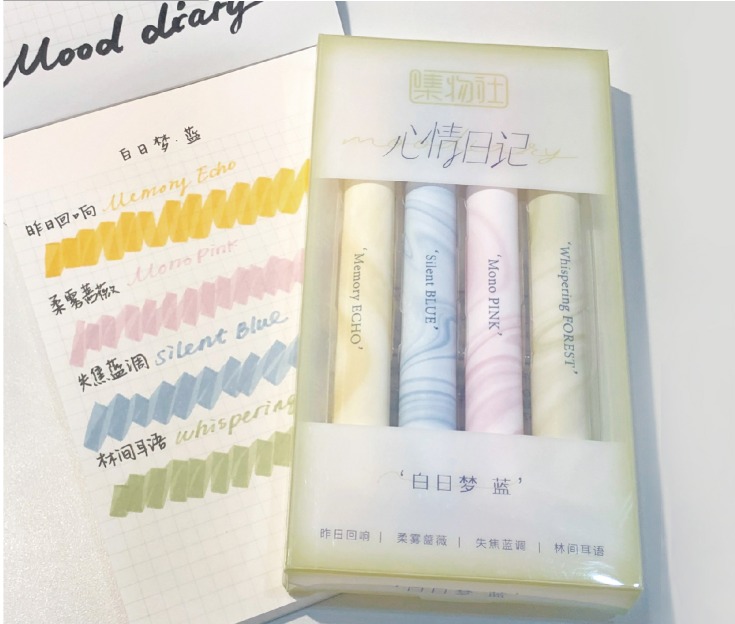 Mood diary
白日梦.蓝
昨日回响 Memory Echo
柔雾蔷薇 Mono Pink
失焦蓝调 Silent Blue
林间耳语 Whispering
集物社
心情日记
'Memory ECHO'
'Silent BLUE'
'Mono PINK'
'Whispering FOREST'
'白日梦 蓝'
昨日回响 | 柔雾蔷薇 | 失焦蓝调 | 林间耳语